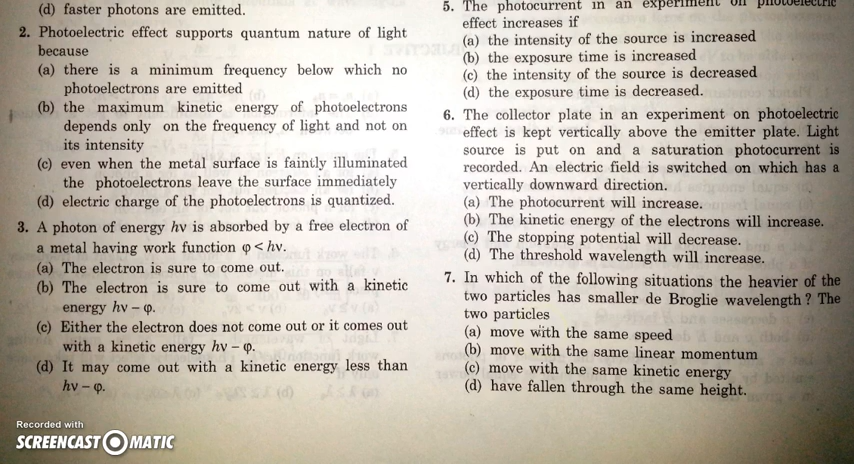 (d) faster photons are emitted.
2. Photoelectric effect supports quantum nature of light
because
(a) there is a minimum frequency below which no
photoelectrons are emitted
(b) the maximum kinetic energy of photoelectrons
depends only on the frequency of light and not on
its intensity
(c) even when the metal surface is faintly illuminated
the photoelectrons leave the surface immediately
(d) electric charge of the photoelectrons is quantized.
3. A photon of energy hν is absorbed by a free electron of
a metal having work function φ < hν.
(a) The electron is sure to come out.
(b) The electron is sure to come out with a kinetic
energy hν – φ.
(c) Either the electron does not come out or it comes out
with a kinetic energy hν – φ.
(d) It may come out with a kinetic energy less than
hν – φ.
5. The photocurrent in an experiment on photoelectric
effect increases if
(a) the intensity of the source is increased
(b) the exposure time is increased
(c) the intensity of the source is decreased
(d) the exposure time is decreased.
6. The collector plate in an experiment on photoelectric
effect is kept vertically above the emitter plate. Light
source is put on and a saturation photocurrent is
recorded. An electric field is switched on which has a
vertically downward direction.
(a) The photocurrent will increase.
(b) The kinetic energy of the electrons will increase.
(c) The stopping potential will decrease.
(d) The threshold wavelength will increase.
7. In which of the following situations the heavier of the
two particles has smaller de Broglie wavelength ? The
two particles
(a) move with the same speed
(b) move with the same linear momentum
(c) move with the same kinetic energy
(d) have fallen through the same height.
Recorded with
SCREENCAST O MATIC